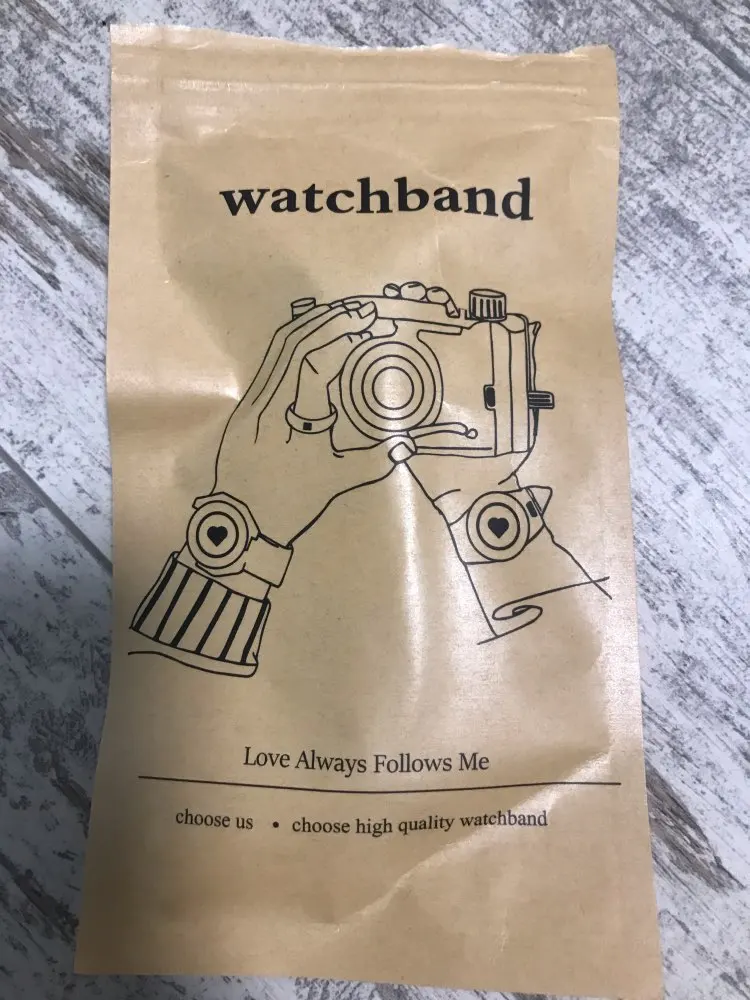 watchband
Love Always Follows Me
choose us • choose high quality watchband